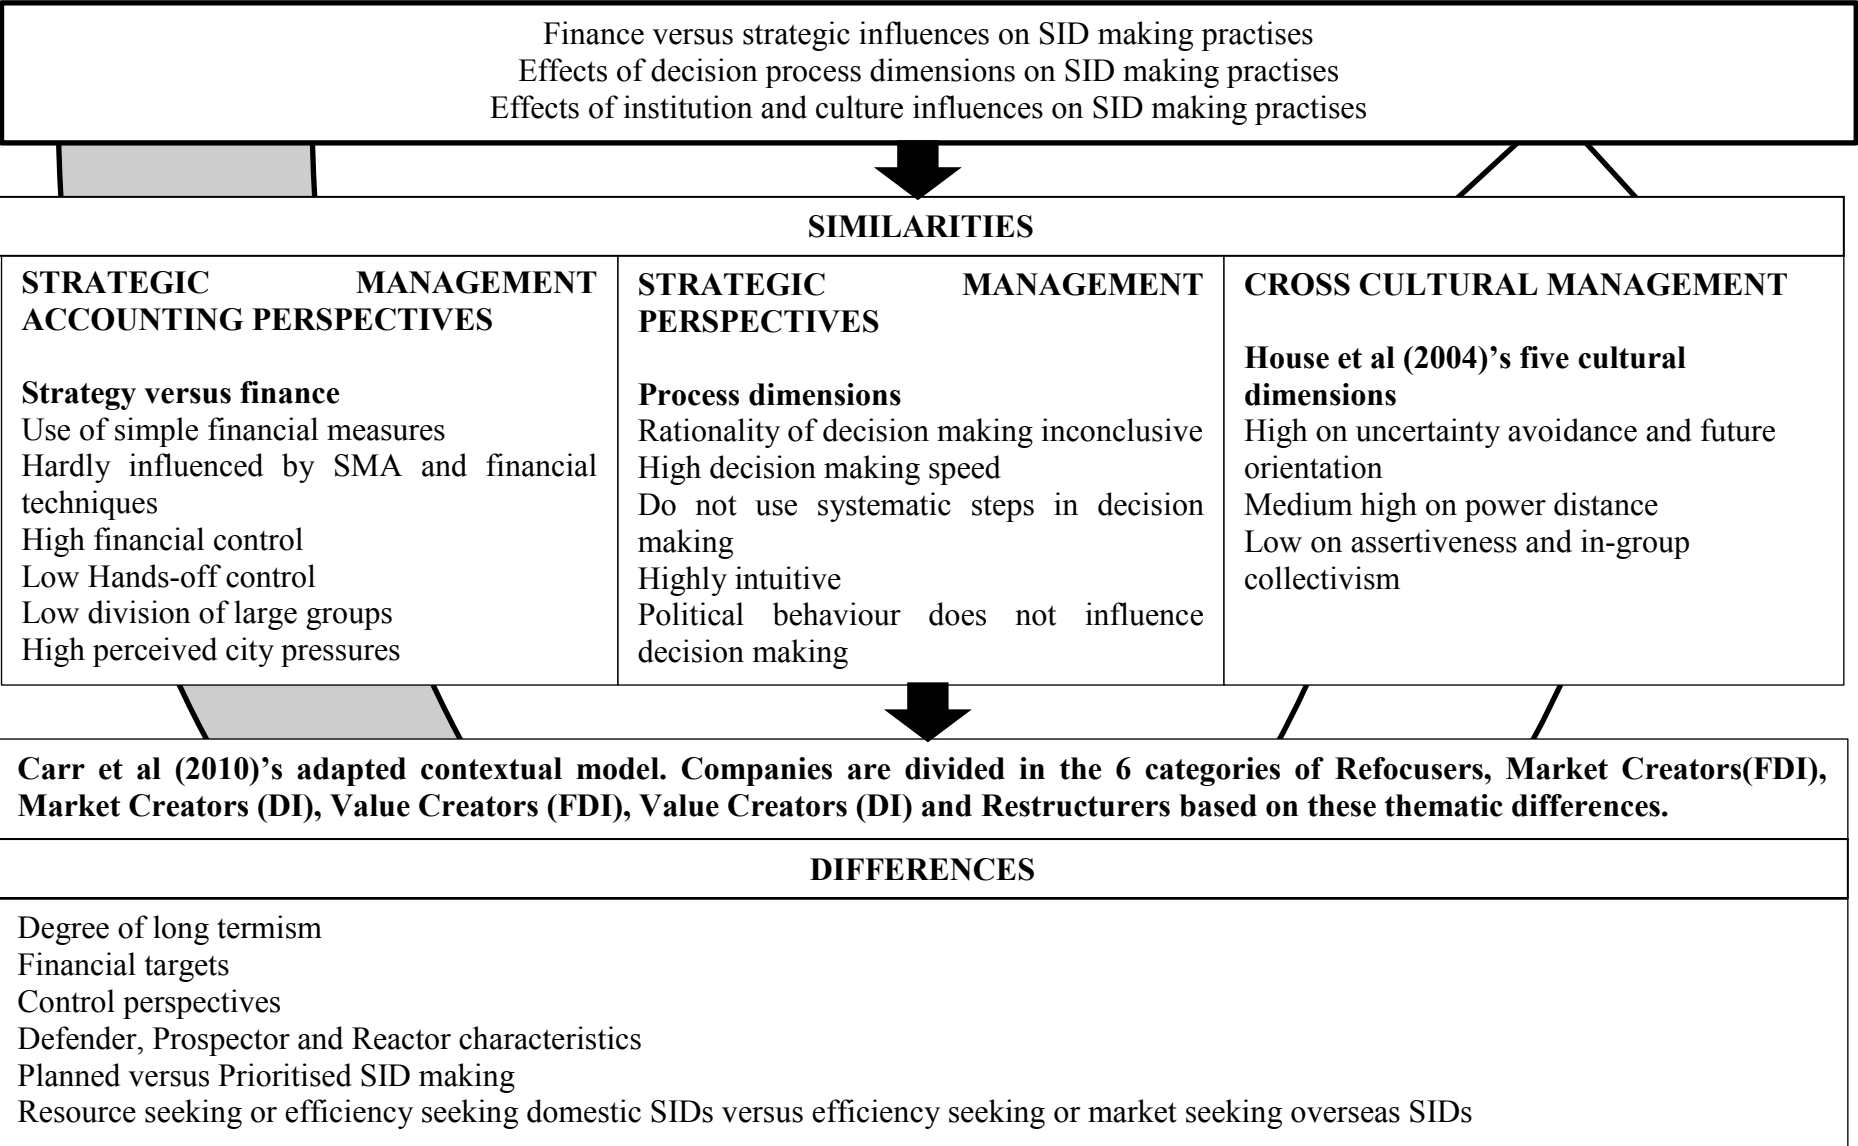 Finance versus strategic influences on SID making practises
Effects of decision process dimensions on SID making practises
Effects of institution and culture influences on SID making practises
SIMILARITIES
STRATEGIC MANAGEMENT
ACCOUNTING PERSPECTIVES
Strategy versus finance
Use of simple financial measures
Hardly influenced by SMA and financial
techniques
High financial control
Low Hands-off control
Low division of large groups
High perceived city pressures
STRATEGIC MANAGEMENT
PERSPECTIVES
Process dimensions
Rationality of decision making inconclusive
High decision making speed
Do not use systematic steps in decision
making
Highly intuitive
Political behaviour does not influence
decision making
CROSS CULTURAL MANAGEMENT
House et al (2004)'s five cultural
dimensions
High on uncertainty avoidance and future
orientation
Medium high on power distance
Low on assertiveness and in-group
collectivism
Carr et al (2010)'s adapted contextual model. Companies are divided in the 6 categories of Refocusers, Market Creators(FDI),
Market Creators (DI), Value Creators (FDI), Value Creators (DI) and Restructurers based on these thematic differences.
DIFFERENCES
Degree of long termism
Financial targets
Control perspectives
Defender, Prospector and Reactor characteristics
Planned versus Prioritised SID making
Resource seeking or efficiency seeking domestic SIDs versus efficiency seeking or market seeking overseas SIDs